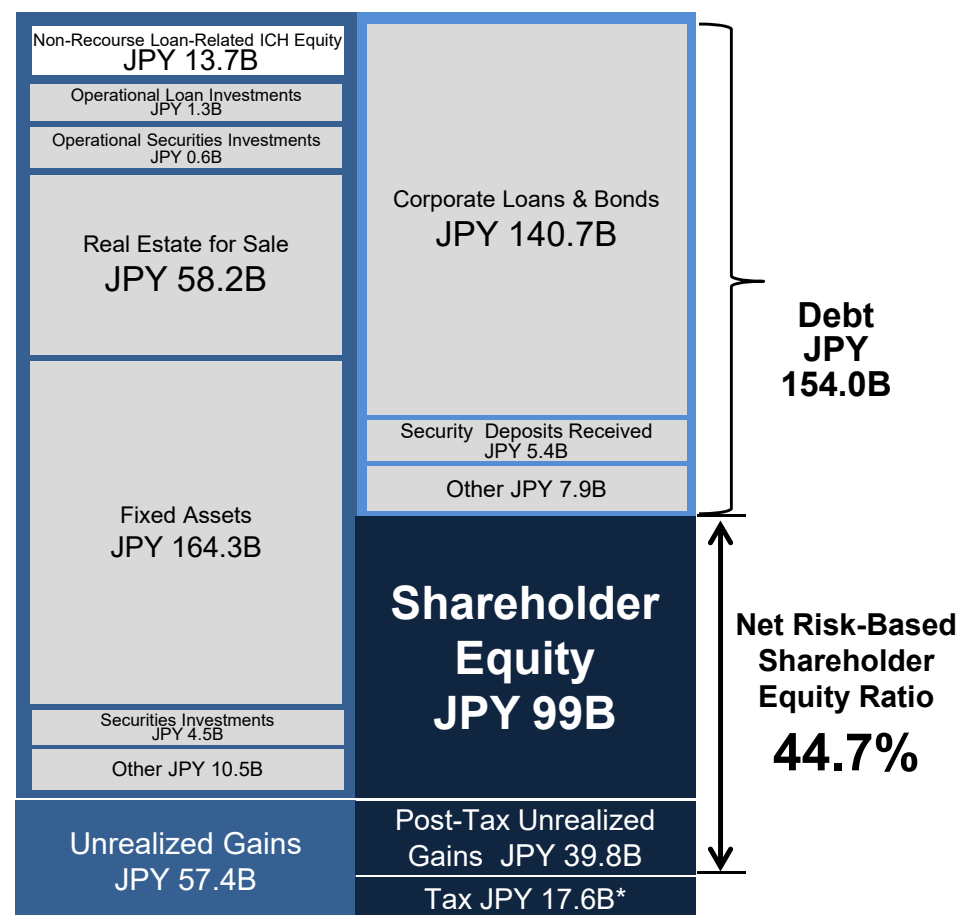 Non-Recourse Loan-Related ICH Equity
JPY 13.7B
Operational Loan Investments
JPY 1.3B
Operational Securities Investments
JPY 0.6B
Real Estate for Sale
JPY 58.2B
Fixed Assets
JPY 164.3B
Securities Investments
JPY 4.5B
Other JPY 10.5B
Unrealized Gains
JPY 57.4B
Corporate Loans & Bonds
JPY 140.7B
Security Deposits Received
JPY 5.4B
Other JPY 7.9B
Shareholder
Equity
JPY 99B
Post-Tax Unrealized
Gains JPY 39.8B
Tax JPY 17.6B*
Debt
JPY
154.0B
Net Risk-Based
Shareholder
Equity Ratio
44.7%